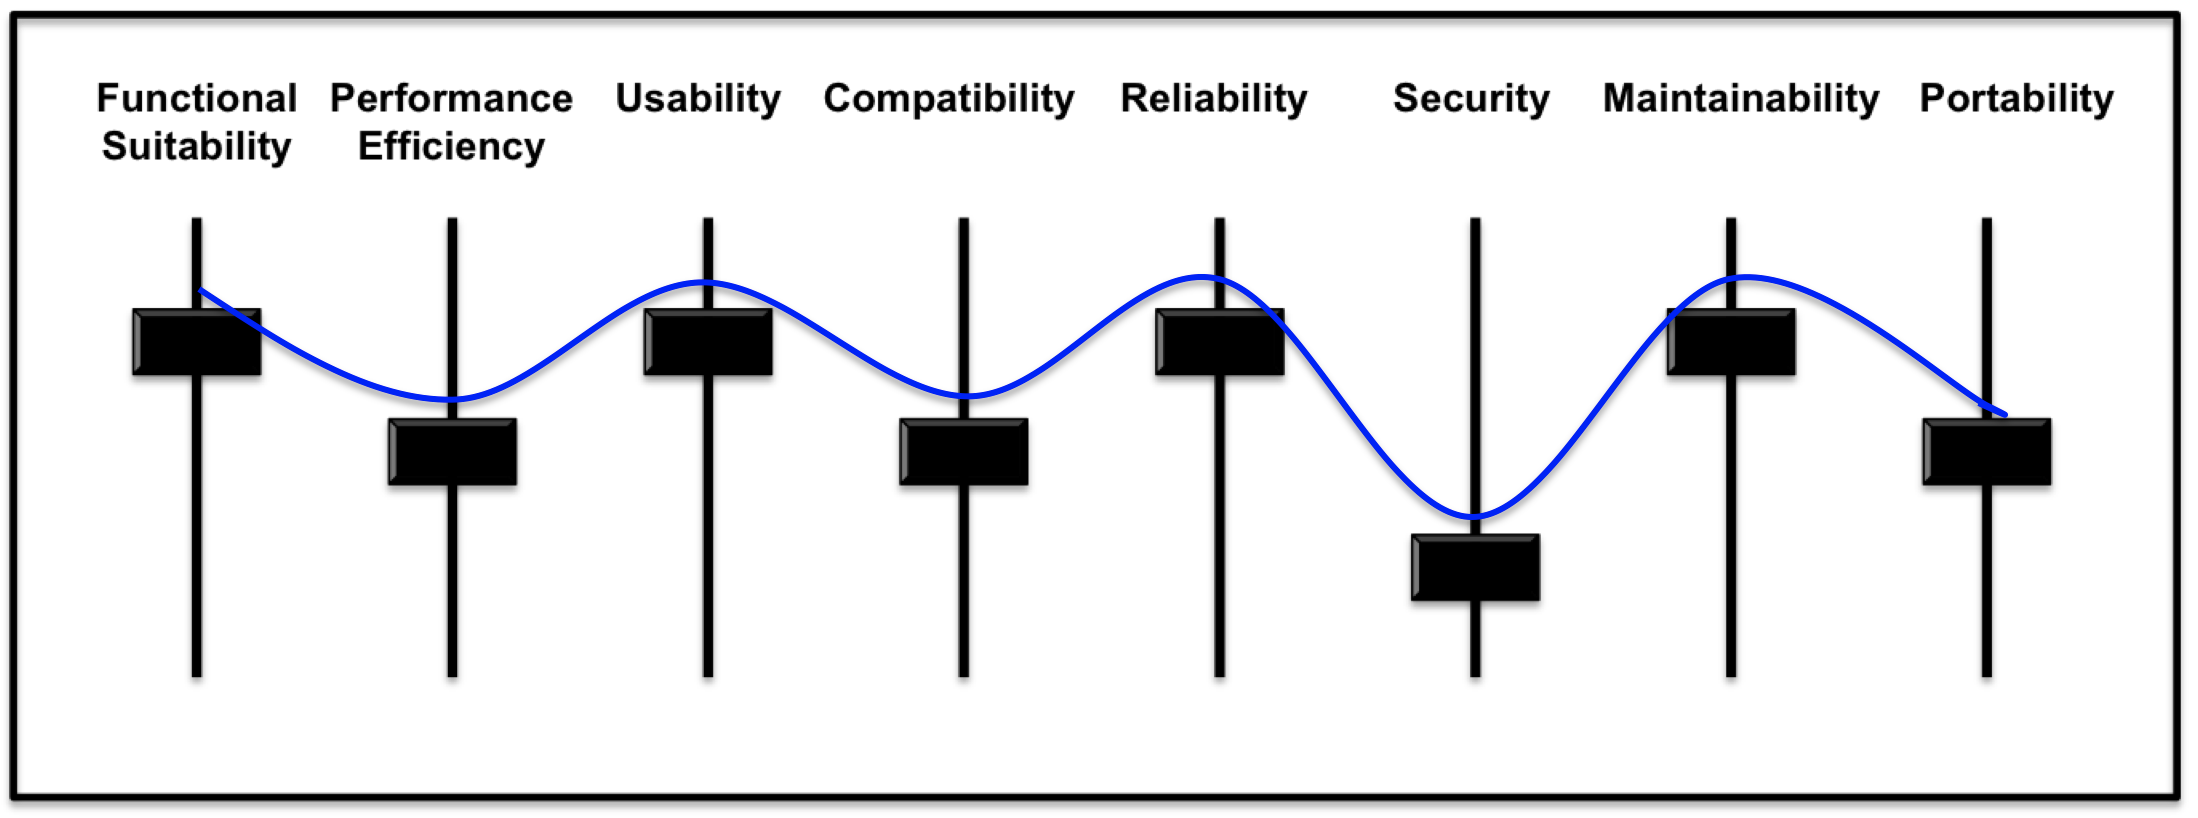 Functional Suitability
Performance Efficiency
Usability
Compatibility
Reliability
Security
Maintainability
Portability